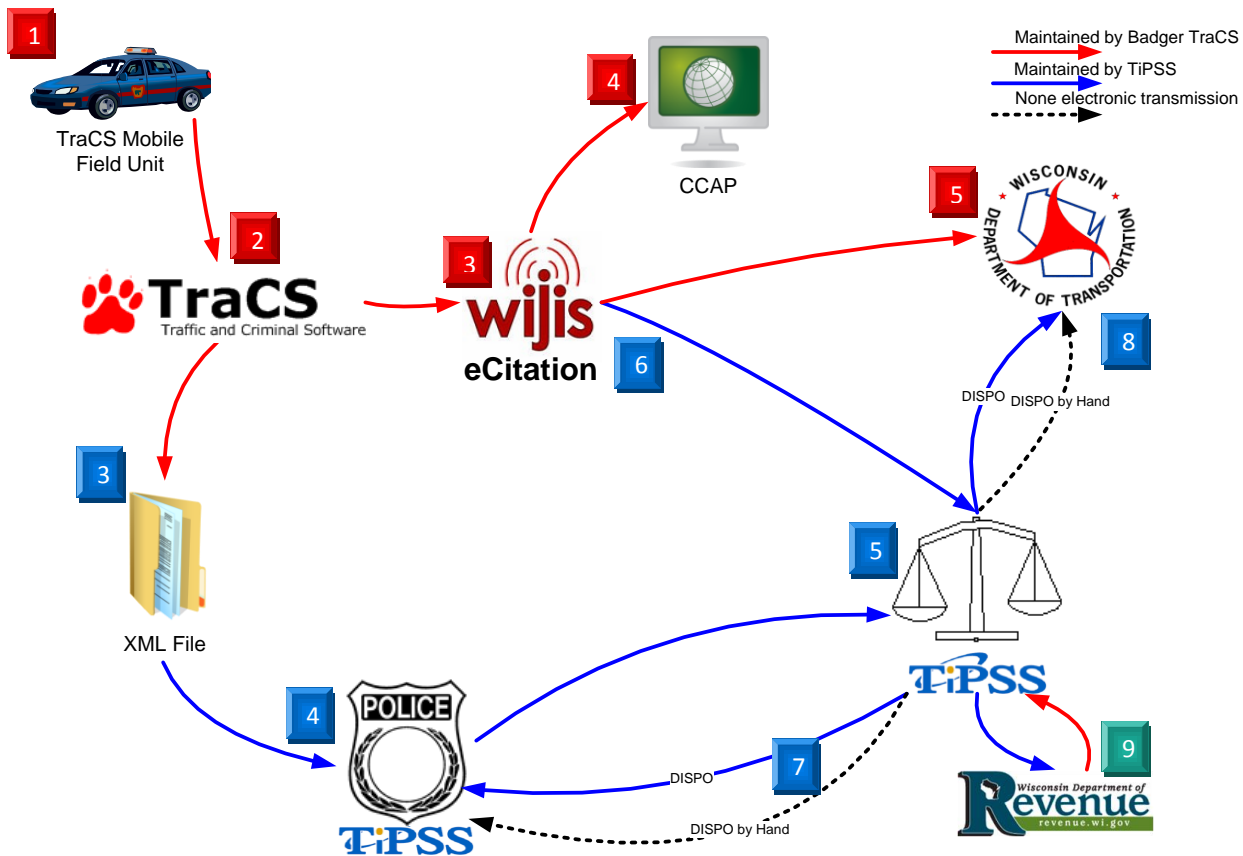 1
TraCS Mobile
Field Unit
4
CCAP
Maintained by Badger TraCS
Maintained by TiPSS
None electronic transmission
5
WISCONSIN
DEPARTMENT OF TRANSPORTATION
2
TraCS
Traffic and Criminal Software
3
wijis
eCitation
6
8
DISPO
DISPO by Hand
3
XML File
5
4
POLICE
TiPSS
TiPSS
7
DISPO
DISPO by Hand
9
Wisconsin Department of
Revenue
revenue.wi.gov